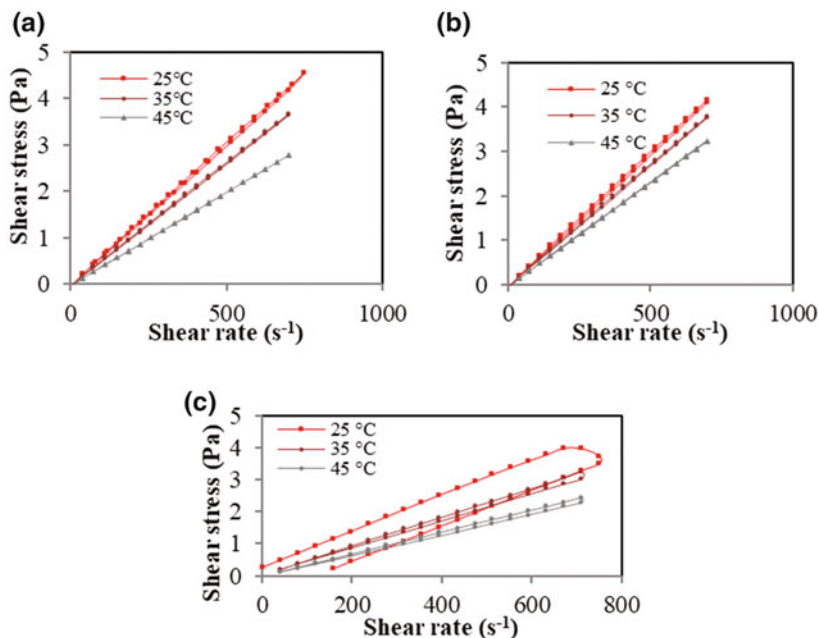 (a)
5
4
3
2
1
0
Shear stress (Pa)
25°C
35°C
45°C
0
500
1000
Shear rate (s-1)
(b)
5
4
3
2
1
0
Shear stress (Pa)
25 °C
35 °C
45 °C
0
500
1000
Shear rate (s-1)
(c)
5
4
3
2
1
0
Shear stress (Pa)
25 °C
35 °C
45 °C
0
200
400
600
800
Shear rate (s-1)